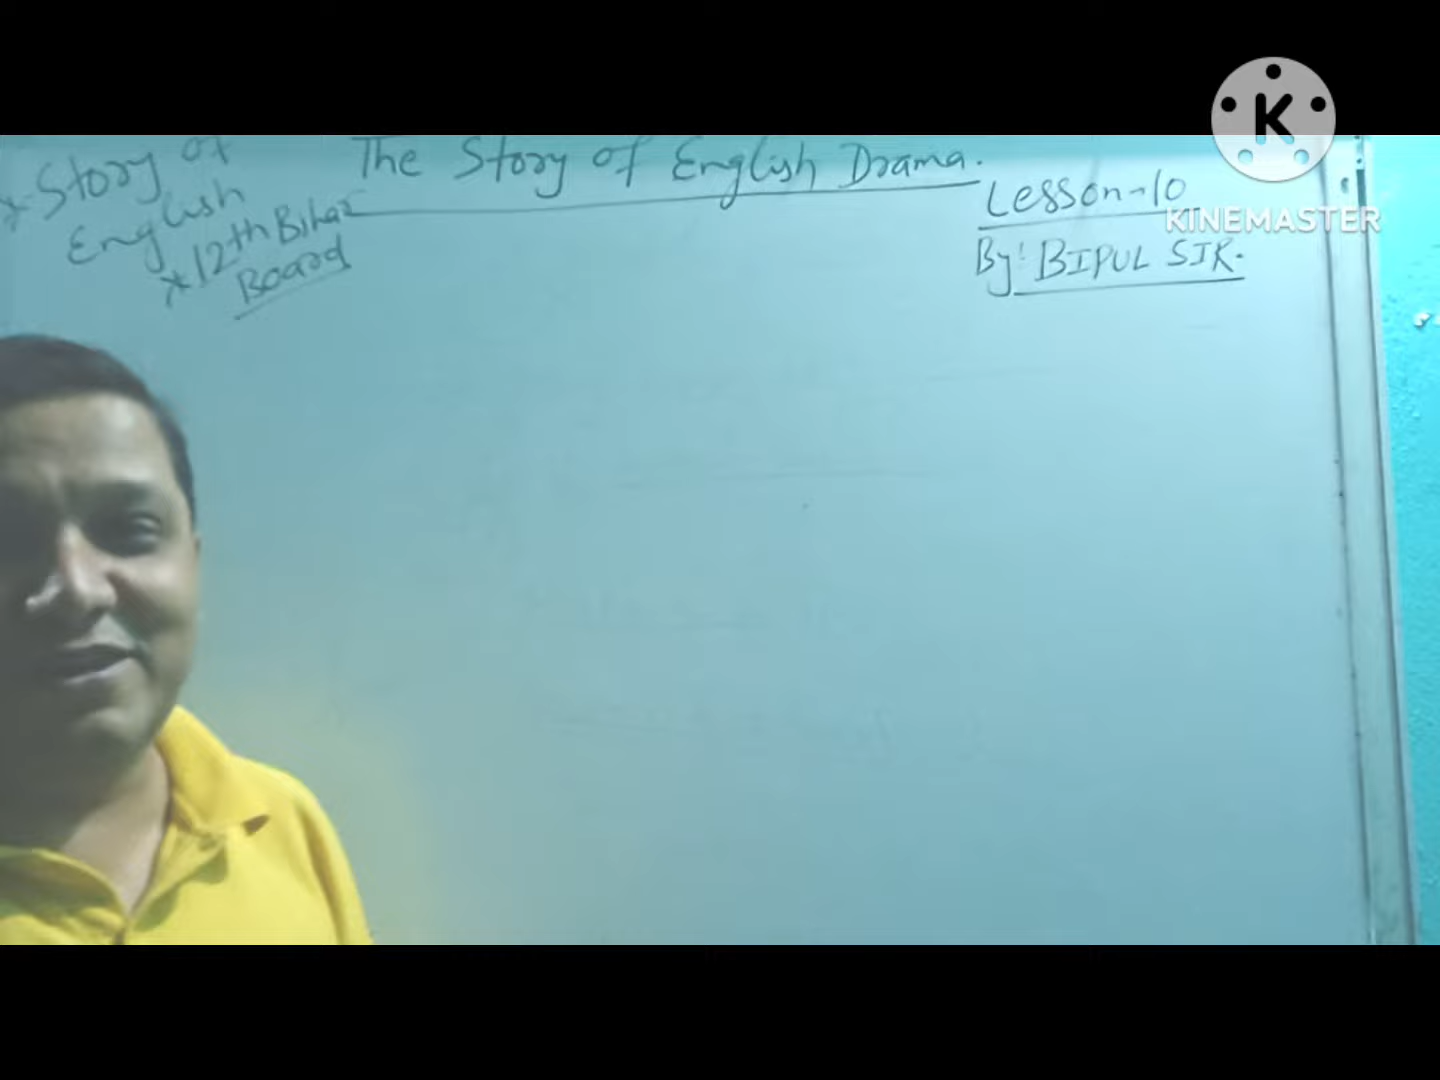 The Story of English Drama.
* Story of
English
* 12th Bihar
Board
Lesson-10
By: BIPUL SIR.
K
KINEMASTER